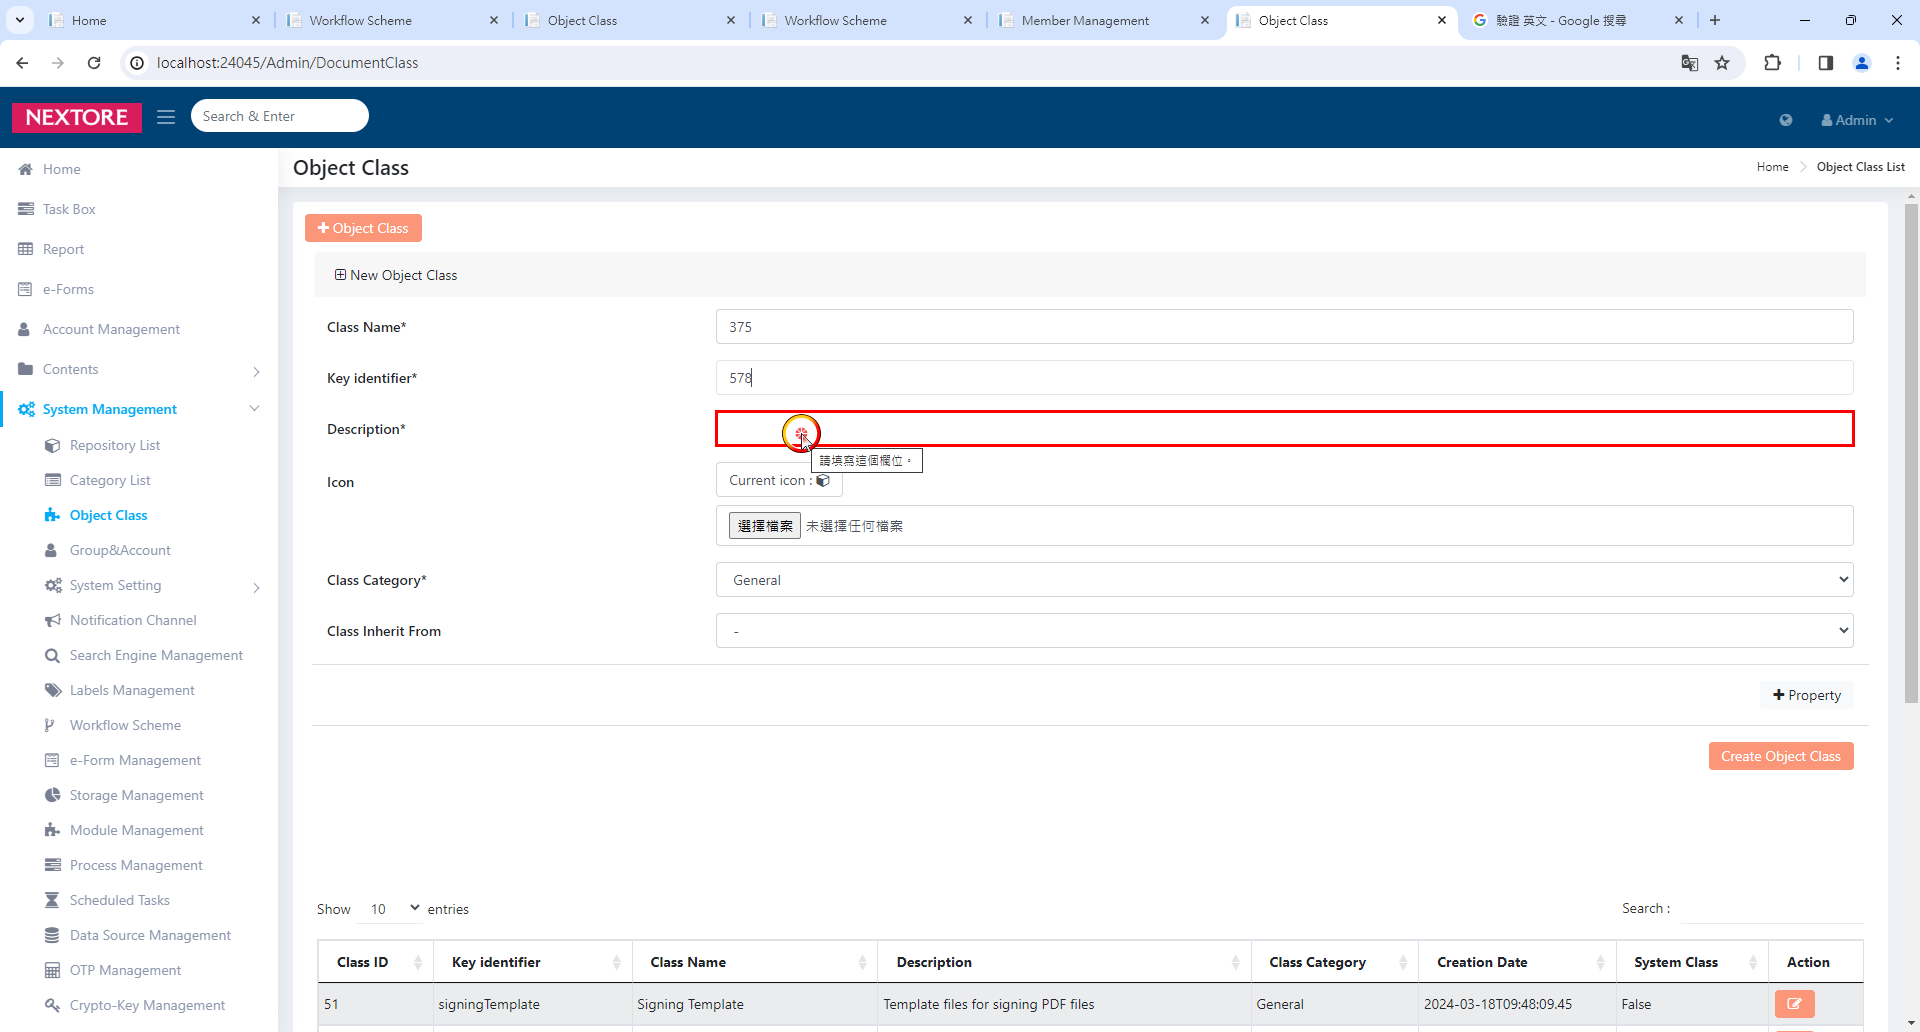 Home
Workflow Scheme
Object Class
Workflow Scheme
Member Management
Object Class
驗證 英文 - Google 搜尋
localhost:24045/Admin/DocumentClass
NEXTORE
Search & Enter
Admin
Home
Task Box
Report
e-Forms
Account Management
Contents
System Management
Repository List
Category List
Object Class
Group&Account
System Setting
Notification Channel
Search Engine Management
Labels Management
Workflow Scheme
e-Form Management
Storage Management
Module Management
Process Management
Scheduled Tasks
Data Source Management
OTP Management
Crypto-Key Management
Object Class
Home
Object Class List
Object Class
New Object Class
Class Name*
375
Key identifier*
578
Description*
請填寫這個欄位。
Icon
Current icon :
選擇檔案 未選擇任何檔案
Class Category*
General
Class Inherit From
-
Property
Create Object Class
Show 10 entries
Search :
Class ID Key identifier Class Name Description Class Category Creation Date System Class Action
51 signingTemplate Signing Template Template files for signing PDF files General 2024-03-18T09:48:09.45 False